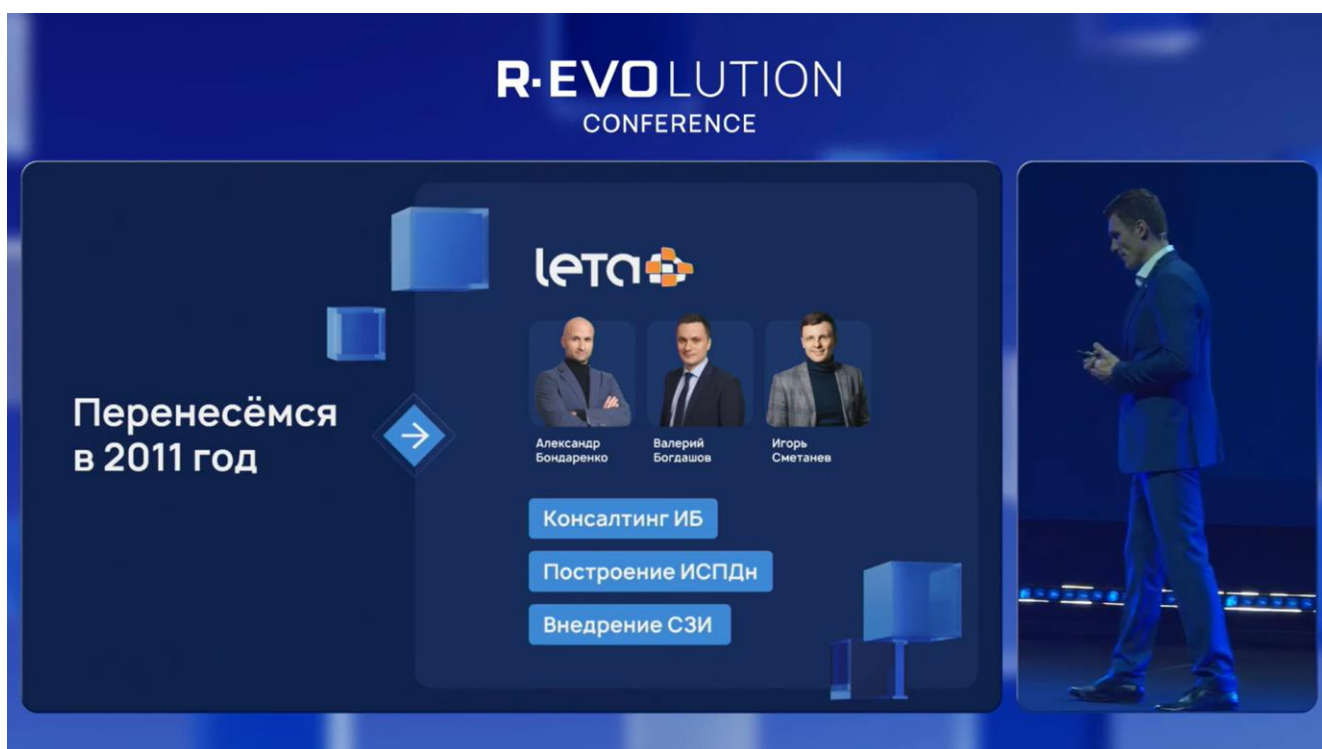 R·EVOLUTION
CONFERENCE
Перенесёмся
в 2011 год
leta
Александр
Бондаренко
Валерий
Богдашов
Игорь
Сметанев
Консалтинг ИБ
Построение ИСПДн
Внедрение СЗИ